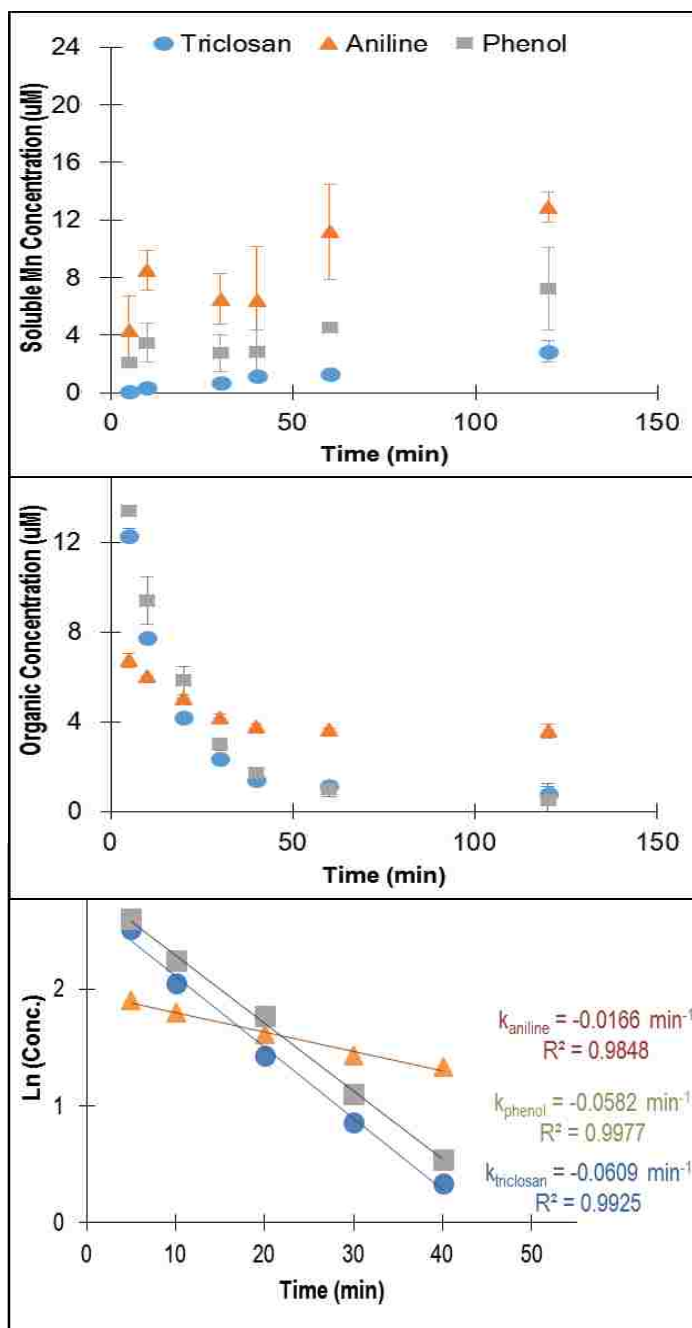 Triclosan Aniline Phenol
24
20
16
12
8
4
0
0 50 100 150
Soluble Mn Concentration (uM)
Time (min)
12
8
4
0
0 50 100 150
Organic Concentration (uM)
Time (min)
2
1
0
0 10 20 30 40 50
Ln (Conc.)
Time (min)
kaniline = -0.0166 min-1
R² = 0.9848
kphenol = -0.0582 min-1
R² = 0.9977
ktriclosan = -0.0609 min-1
R² = 0.9925